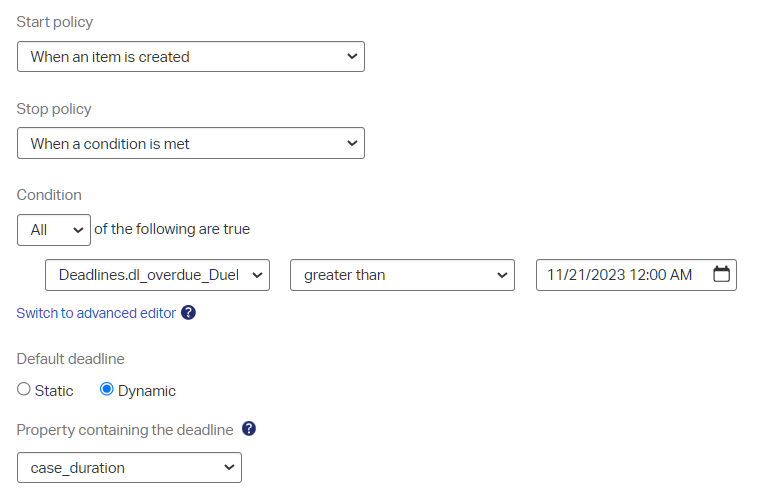 Start policy
When an item is created
Stop policy
When a condition is met
Condition
All of the following are true
Deadlines.dl_overdue_Duel greater than 11/21/2023 12:00 AM
Switch to advanced editor ?
Default deadline
Static Dynamic
Property containing the deadline ?
case_duration